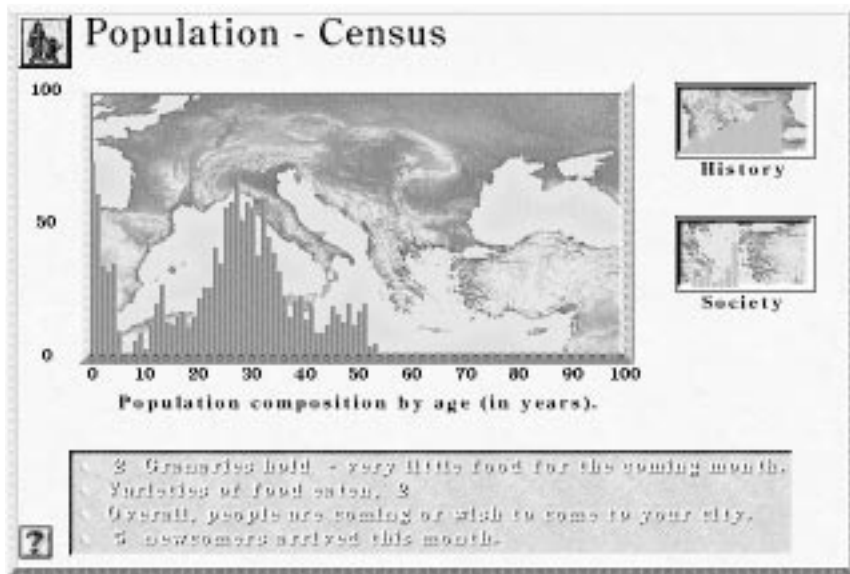 Population - Census
100
50
0
0 10 20 30 40 50 60 70 80 90 100
Population composition by age (in years).
History
Society
2 Granaries hold - very little food for the coming month.
Varieties of food eaten, 2
Overall, people are coming or wish to come to your city.
5 newcomers arrived this month.
?